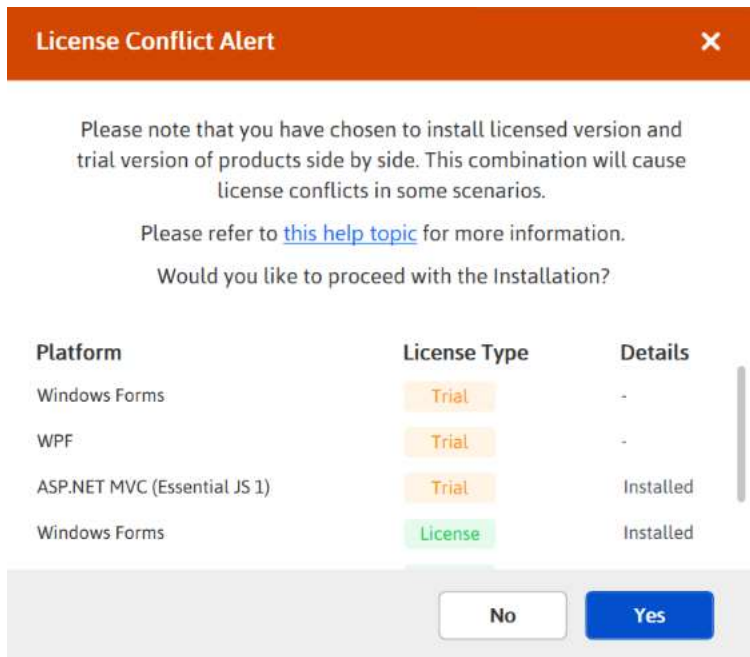 License Conflict Alert
Please note that you have chosen to install licensed version and
trial version of products side by side. This combination will cause
license conflicts in some scenarios.
Please refer to this help topic for more information.
Would you like to proceed with the Installation?
Platform License Type Details
Windows Forms Trial -
WPF Trial -
ASP.NET MVC (Essential JS 1) Trial Installed
Windows Forms License Installed
No Yes